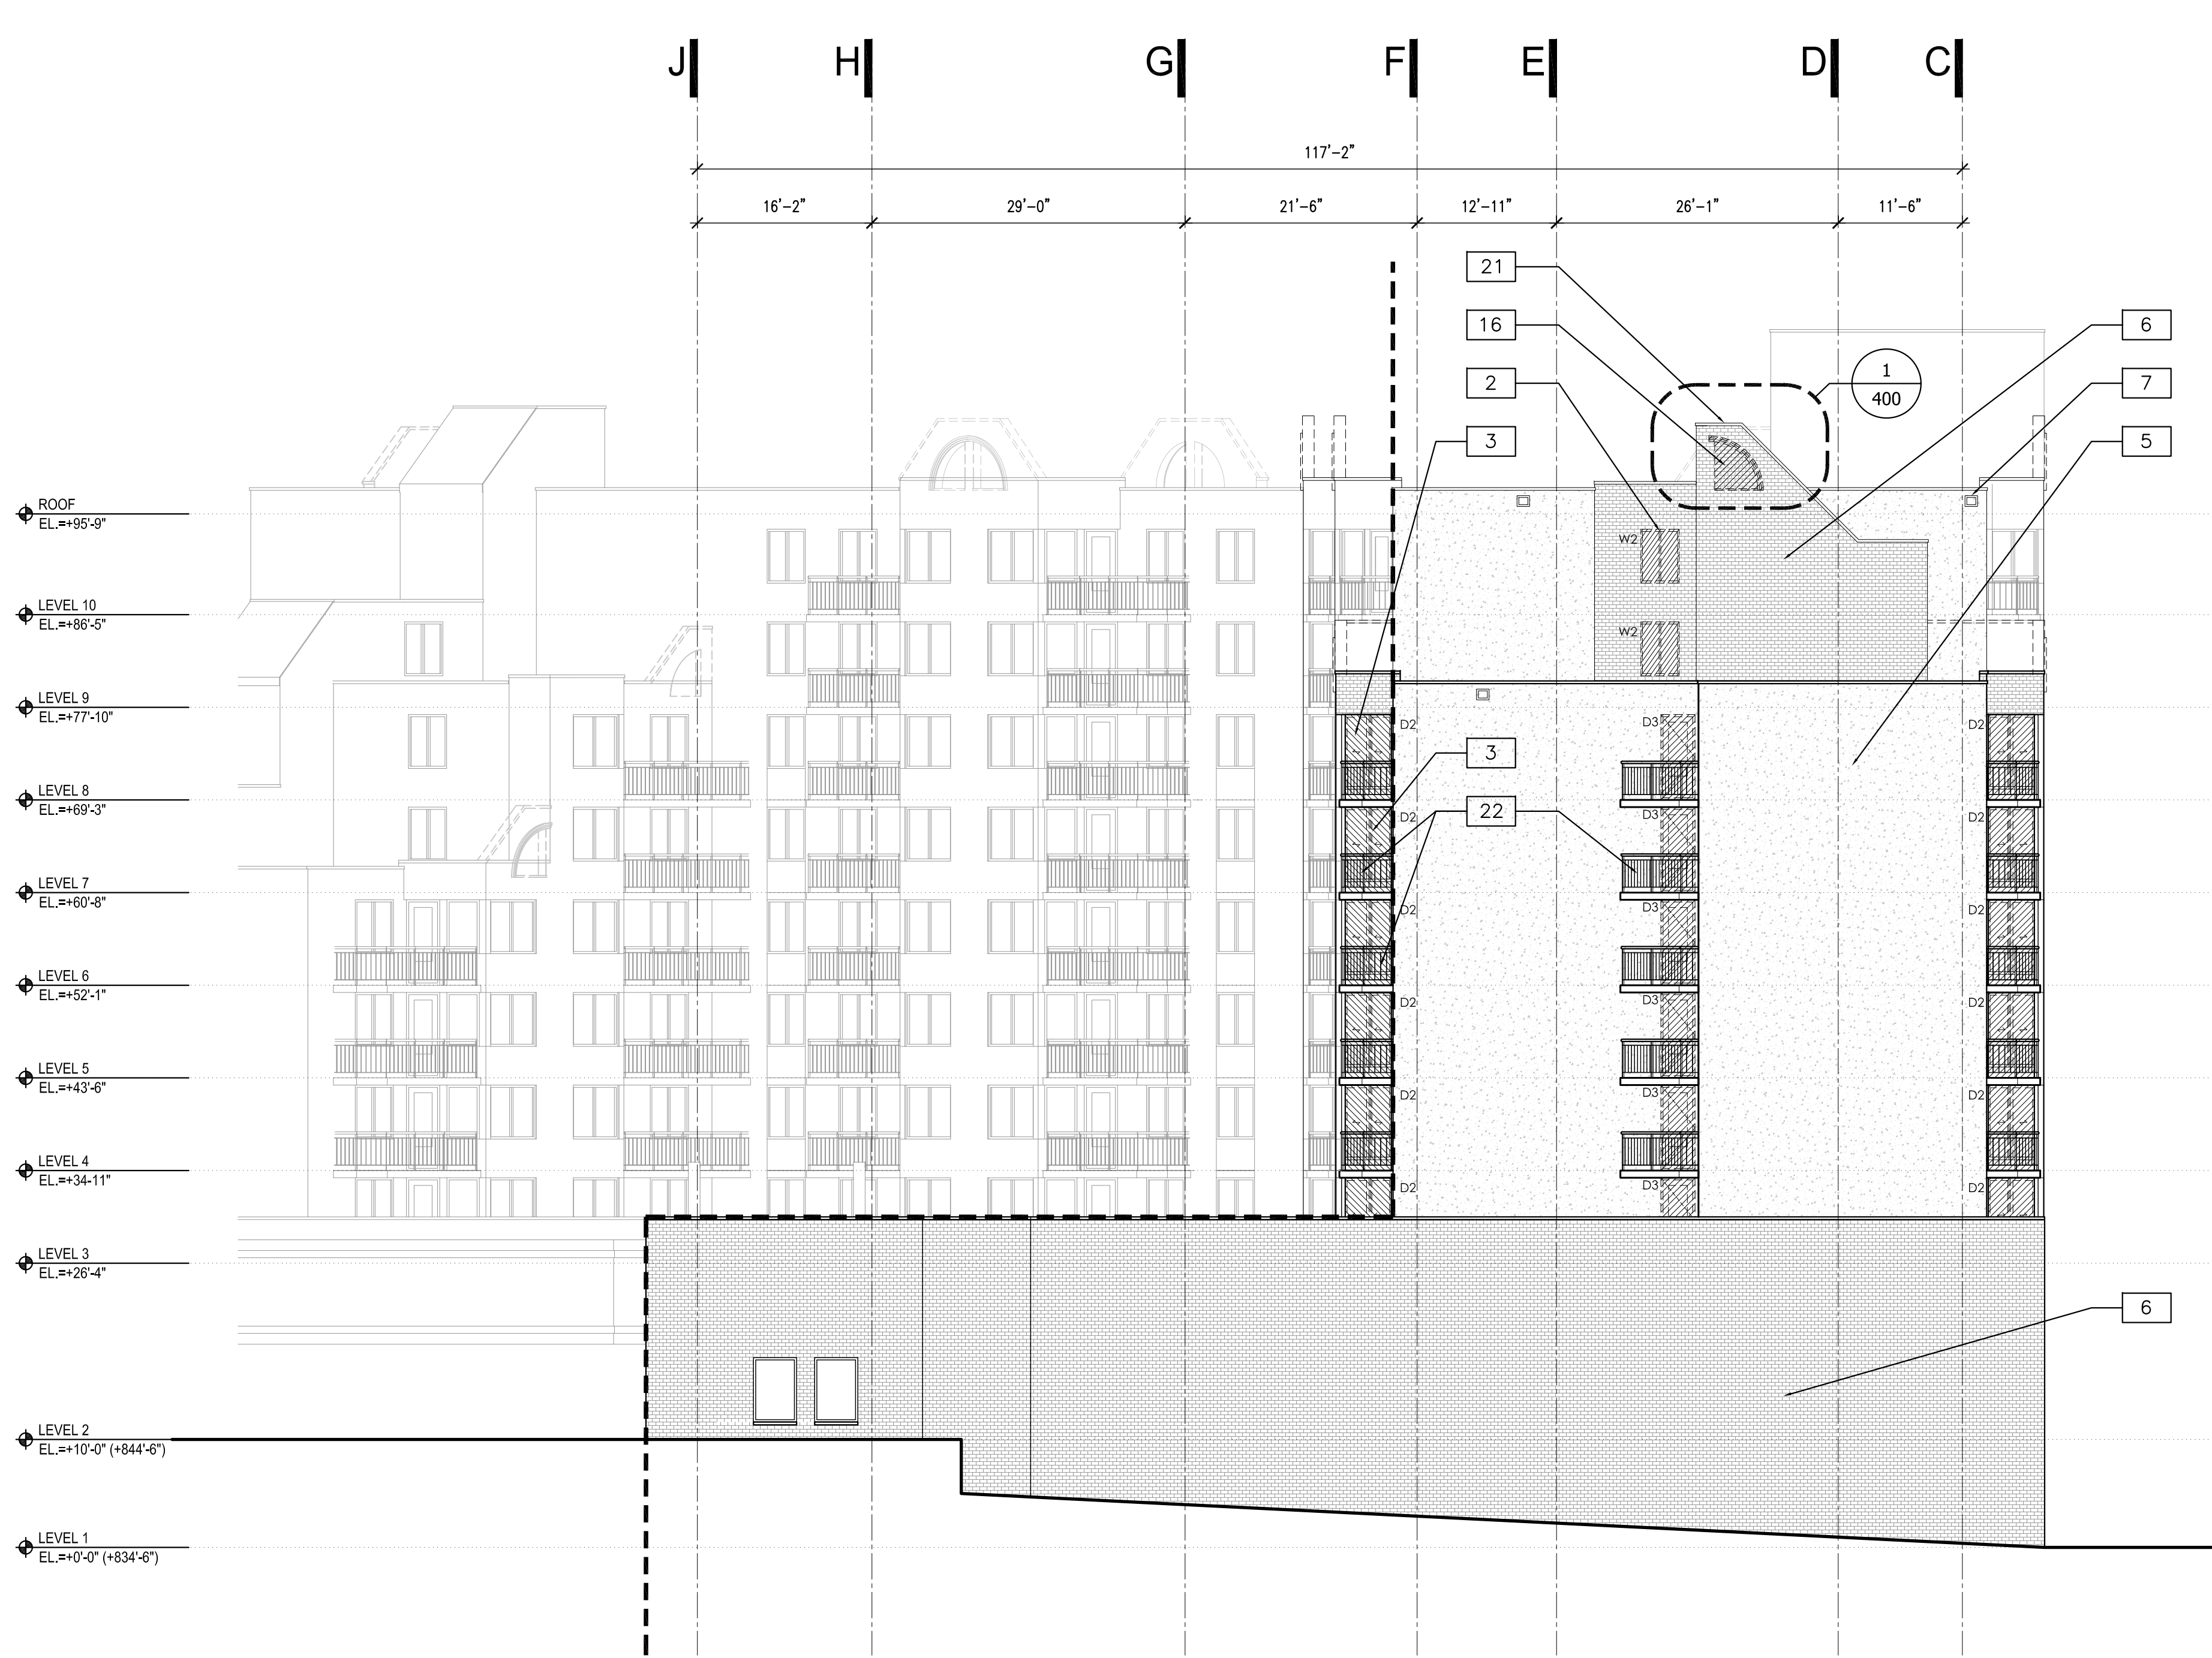 J H G F E D C
117'-2"
16'-2" 29'-0" 21'-6" 12'-11" 26'-1" 11'-6"
21
16
6
2
1
400
7
3
5
ROOF
EL.=+95'-9"
W2
LEVEL 10
EL.=+86'-5"
W2
LEVEL 9
EL.=+77'-10"
D2 D3 D2
3
LEVEL 8
EL.=+69'-3"
22
D2 D3 D2
LEVEL 7
EL.=+60'-8"
D2 D3 D2
LEVEL 6
EL.=+52'-1"
D2 D3 D2
LEVEL 5
EL.=+43'-6"
D2 D3 D2
LEVEL 4
EL.=+34-11"
D2 D3 D2
LEVEL 3
EL.=+26'-4"
6
LEVEL 2
EL.=+10'-0" (+844'-6")
LEVEL 1
EL.=+0'-0" (+834'-6")